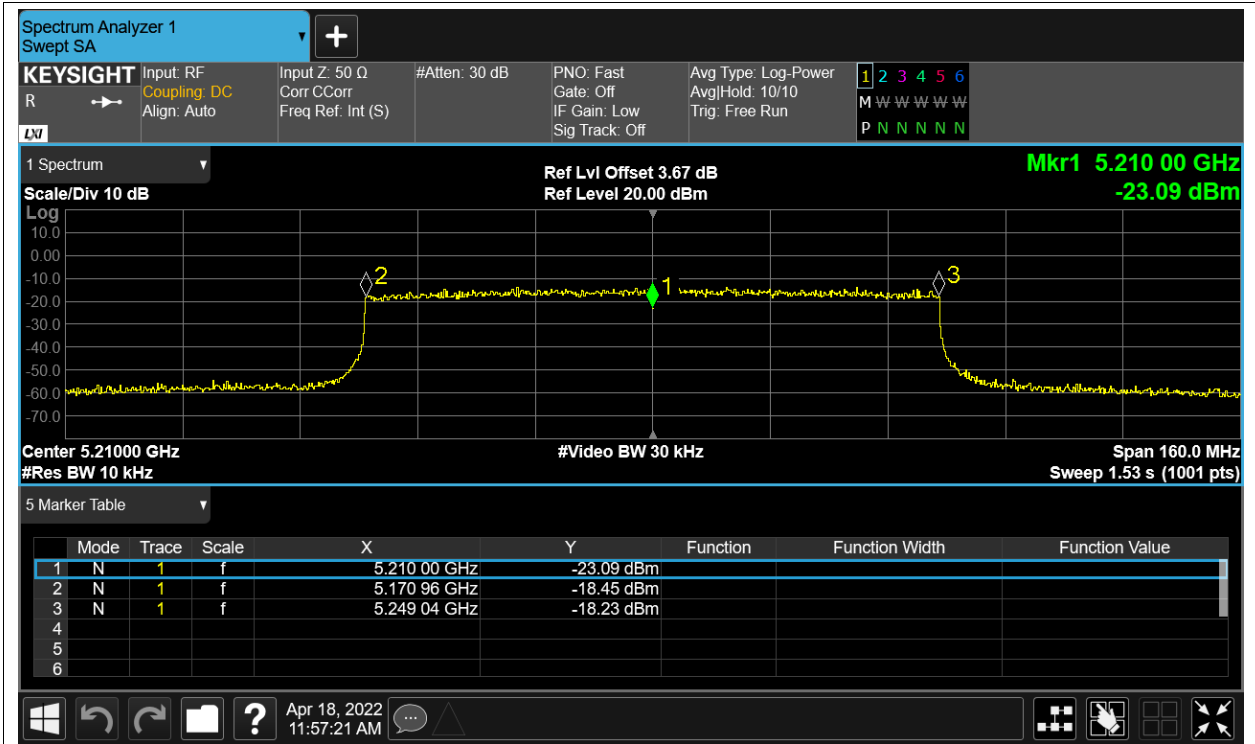 Spectrum Analyzer 1
Swept SA
KEYSIGHT
R
LXI
Input: RF
Coupling: DC
Align: Auto
Input Z: 50 Ω
Corr CCorr
Freq Ref: Int (S)
#Atten: 30 dB
PNO: Fast
Gate: Off
IF Gain: Low
Sig Track: Off
Avg Type: Log-Power
Avg|Hold: 10/10
Trig: Free Run
1 2 3 4 5 6
M W W W W W
P N N N N N
1 Spectrum
Scale/Div 10 dB
Ref Lvl Offset 3.67 dB
Ref Level 20.00 dBm
Mkr1 5.210 00 GHz
-23.09 dBm
Log
10.0
0.00
-10.0
-20.0
-30.0
-40.0
-50.0
-60.0
-70.0
2
1
3
Center 5.21000 GHz
#Video BW 30 kHz
Span 160.0 MHz
#Res BW 10 kHz
Sweep 1.53 s (1001 pts)
5 Marker Table
Mode Trace Scale X Y Function Function Width Function Value
1 N 1 f 5.210 00 GHz -23.09 dBm
2 N 1 f 5.170 96 GHz -18.45 dBm
3 N 1 f 5.249 04 GHz -18.23 dBm
4
5
6
?
Apr 18, 2022
11:57:21 AM